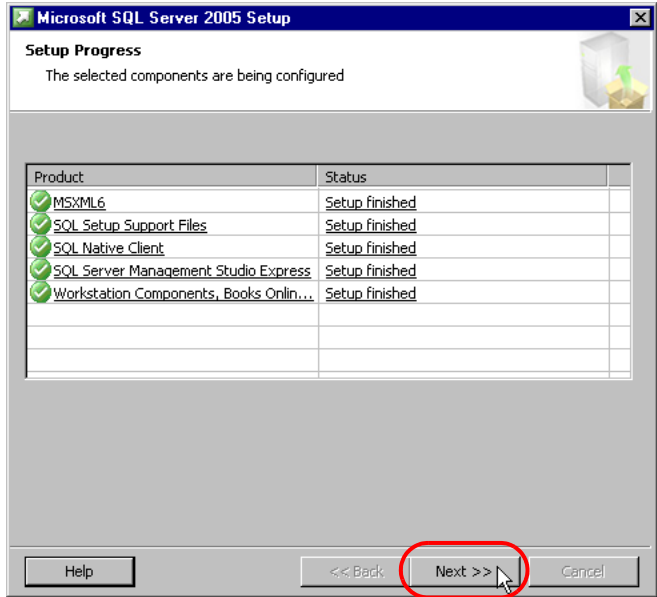 Microsoft SQL Server 2005 Setup
Setup Progress
The selected components are being configured
Product Status
MSXML6 Setup finished
SQL Setup Support Files Setup finished
SQL Native Client Setup finished
SQL Server Management Studio Express Setup finished
Workstation Components, Books Onlin... Setup finished
Help << Back Next >> Cancel